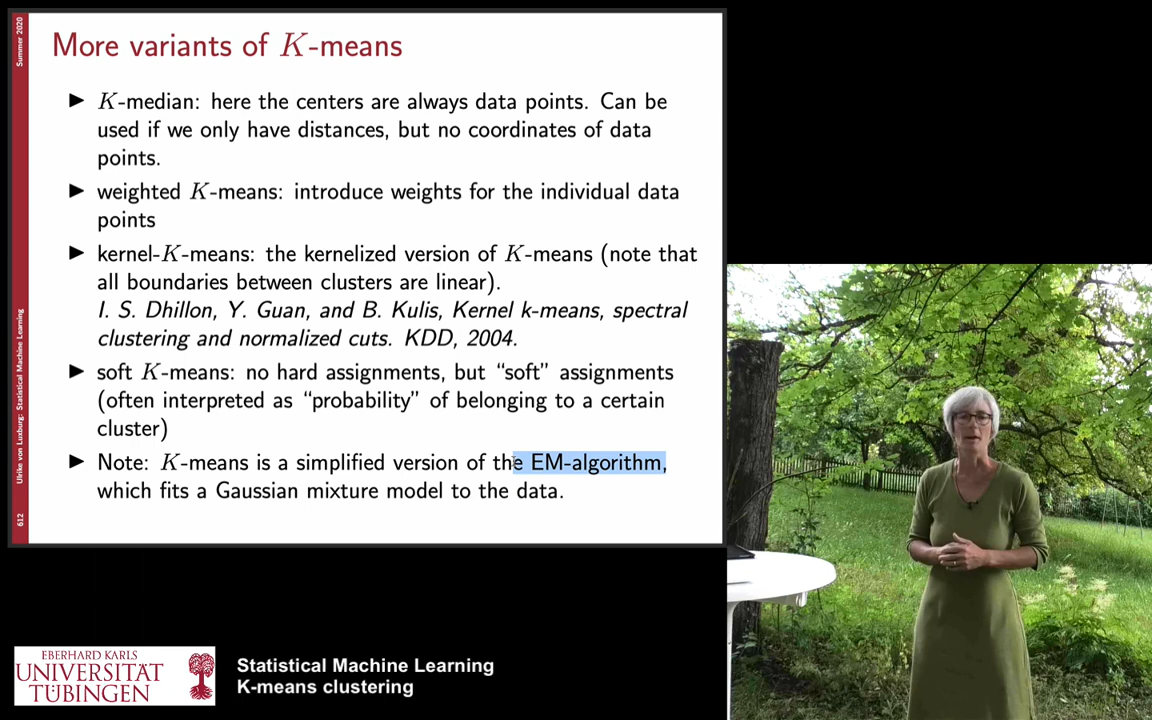 More variants of K-means
▶ K-median: here the centers are always data points. Can be
used if we only have distances, but no coordinates of data
points.
▶ weighted K-means: introduce weights for the individual data
points
▶ kernel-K-means: the kernelized version of K-means (note that
all boundaries between clusters are linear).
I. S. Dhillon, Y. Guan, and B. Kulis, Kernel k-means, spectral
clustering and normalized cuts. KDD, 2004.
▶ soft K-means: no hard assignments, but “soft” assignments
(often interpreted as “probability” of belonging to a certain
cluster)
▶ Note: K-means is a simplified version of the EM-algorithm,
which fits a Gaussian mixture model to the data.
Summer 2020
Ulrike von Luxburg: Statistical Machine Learning
612
EBERHARD KARLS
UNIVERSITÄT
TÜBINGEN
Statistical Machine Learning
K-means clustering